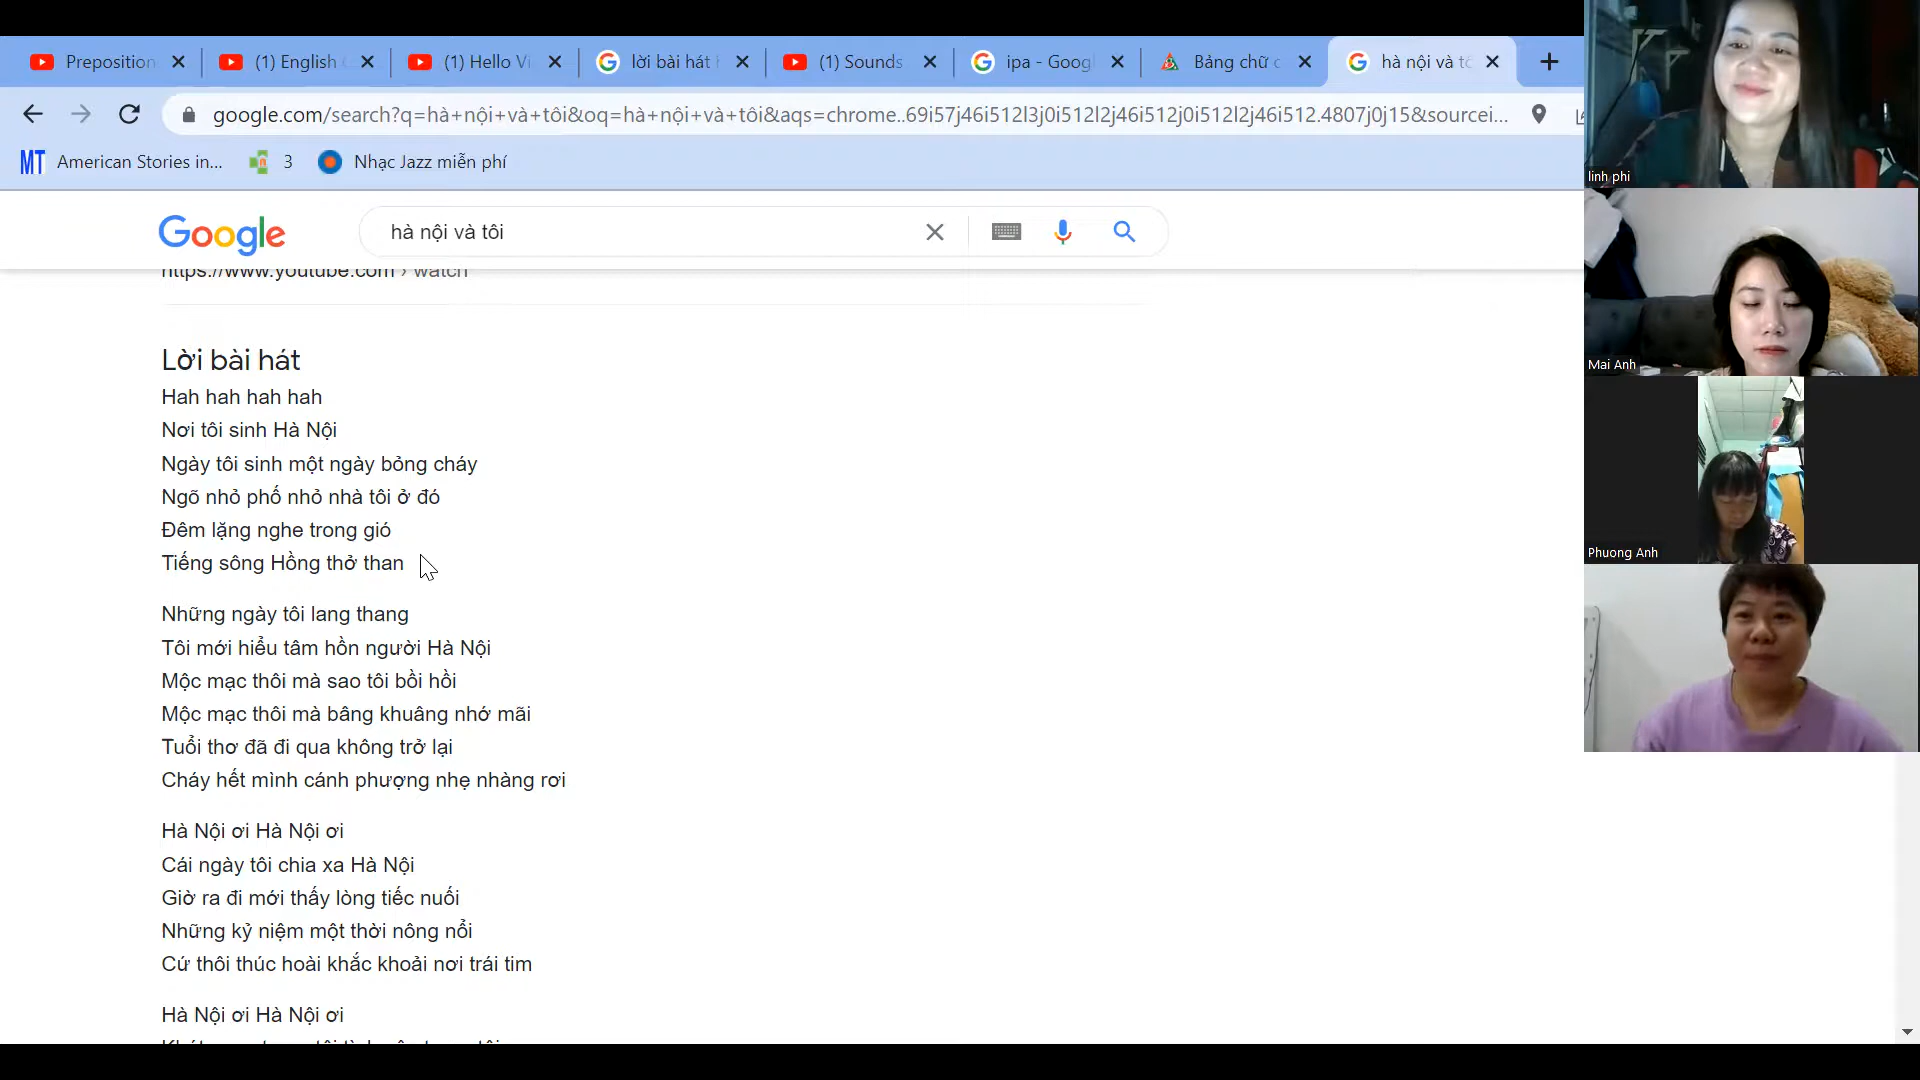 Preposition
(1) English
(1) Hello Vi
lời bài hát
(1) Sounds
ipa - Goog
Bảng chữ c
hà nội và tô
google.com/search?q=hà+nội+và+tôi&oq=hà+nội+và+tôi&aqs=chrome..69i57j46i512l3j0i512l2j46i512j0i512l2j46i512.4807j0j15&sourcei...
MT American Stories in...
3
Nhạc Jazz miễn phí
Google
hà nội và tôi
https://www.youtube.com › watch
Lời bài hát
Hah hah hah hah
Nơi tôi sinh Hà Nội
Ngày tôi sinh một ngày bỏng cháy
Ngõ nhỏ phố nhỏ nhà tôi ở đó
Đêm lặng nghe trong gió
Tiếng sông Hồng thở than
Những ngày tôi lang thang
Tôi mới hiểu tâm hồn người Hà Nội
Mộc mạc thôi mà sao tôi bồi hồi
Mộc mạc thôi mà bâng khuâng nhớ mãi
Tuổi thơ đã đi qua không trở lại
Cháy hết mình cánh phượng nhẹ nhàng rơi
Hà Nội ơi Hà Nội ơi
Cái ngày tôi chia xa Hà Nội
Giờ ra đi mới thấy lòng tiếc nuối
Những kỷ niệm một thời nông nổi
Cứ thôi thúc hoài khắc khoải nơi trái tim
Hà Nội ơi Hà Nội ơi
linh phi
Mai Anh
Phuong Anh